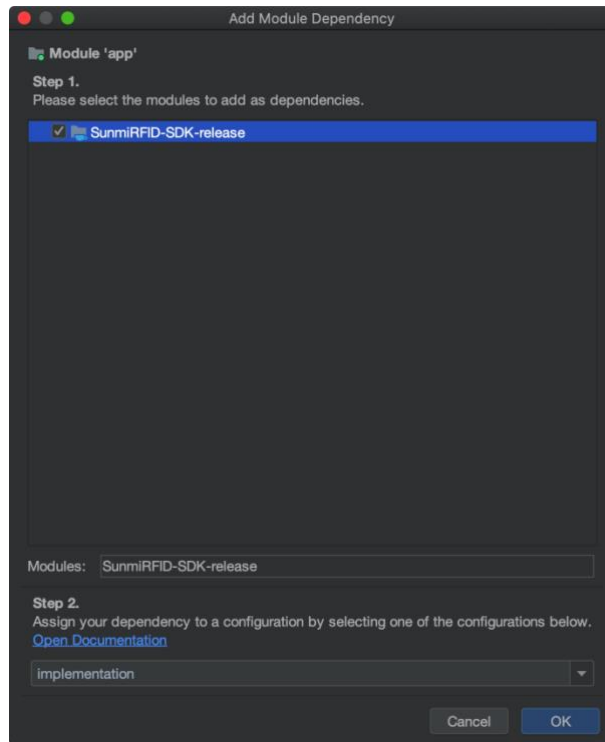 Add Module Dependency
Module 'app'
Step 1.
Please select the modules to add as dependencies.
SunmiRFID-SDK-release
Modules: SunmiRFID-SDK-release
Step 2.
Assign your dependency to a configuration by selecting one of the configurations below.
Open Documentation
implementation
Cancel OK